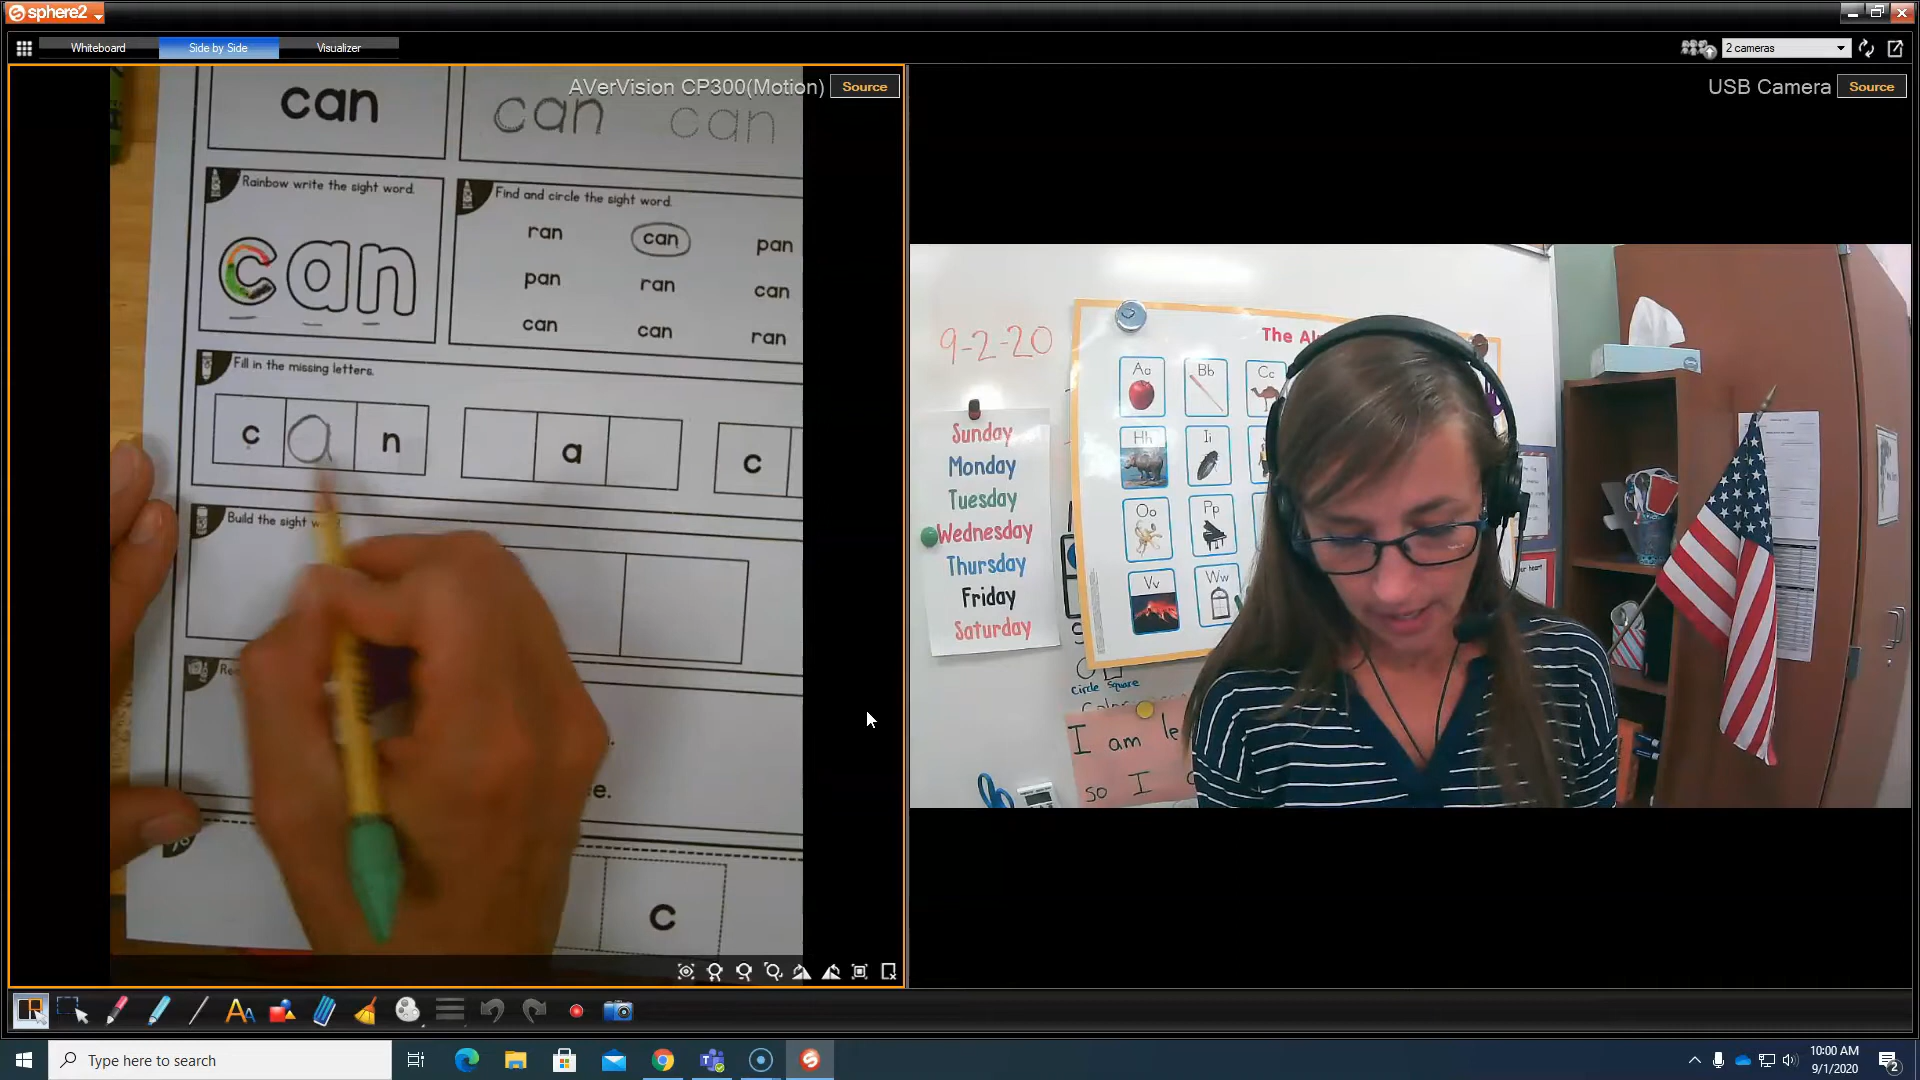 sphere2
Whiteboard
Side by Side
Visualizer
2 cameras
AVerVision CP300(Motion)
Source
USB Camera
Source
can
can can
Rainbow write the sight word.
can
Find and circle the sight word.
ran can pan
pan ran can
can can ran
Fill in the missing letters.
c a n
a
c
Build the sight
e.
c
9-2-20
Sunday
Monday
Tuesday
Wednesday
Thursday
Friday
Saturday
The
Aa Bb Cc
Hh Ii
Oo Pp
Vv Ww
Circle Square
I am
so I
your heart
Type here to search
10:00 AM
9/1/2020
2